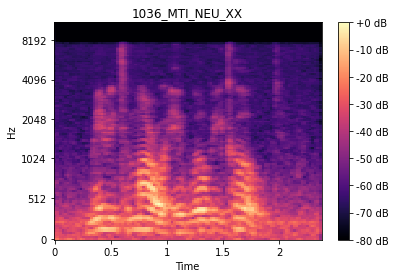 1036_MTI_NEU_XX
+0 dB
8192
-10 dB
4096
-20 dB
-30 dB
2048
Hz
-40 dB
1024
-50 dB
512
-60 dB
-70 dB
0
-80 dB
0 0.5 1 1.5 2
Time